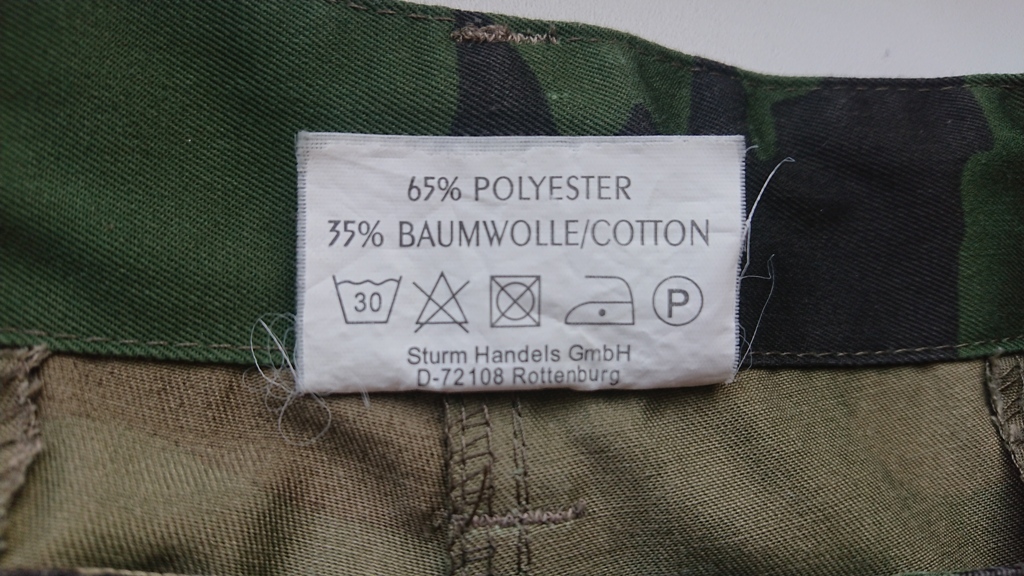 65% POLYESTER
35% BAUMWOLLE/COTTON
30 P
Sturm Handels GmbH
D-72108 Rottenburg